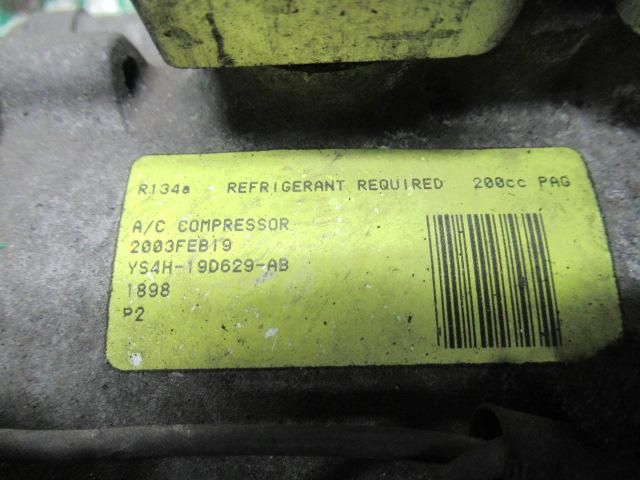 R134a REFRIGERANT REQUIRED 200cc PAG
A/C COMPRESSOR
2003FEB19
YS4H-19D629-AB
1898
P2